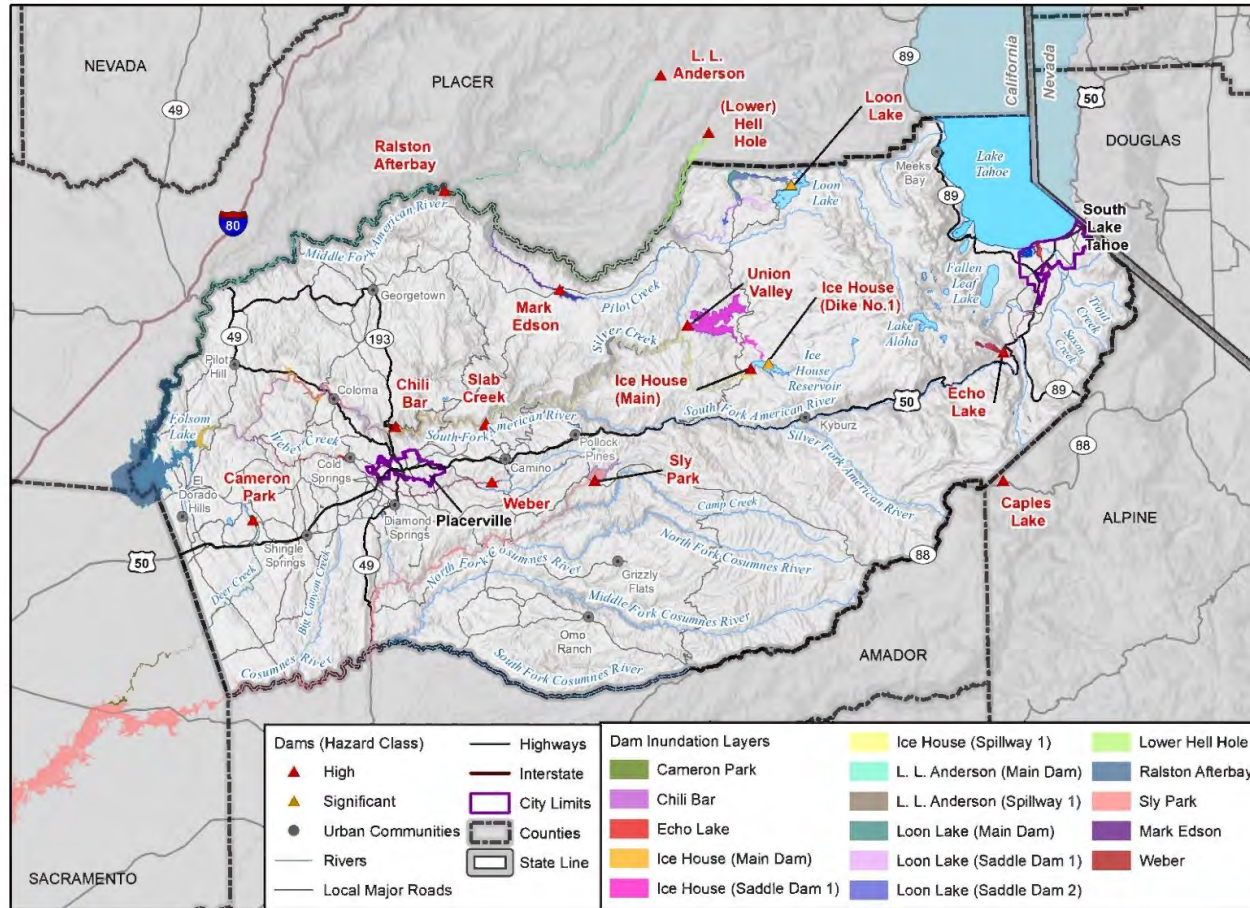 NEVADA
49
PLACER
L. L.
Anderson
89
California
Nevada
50
(Lower)
Hell
Hole
Loon
Lake
DOUGLAS
Ralston
Afterbay
Meeks
Bay
Lake
Tahoe
Loon
Lake
89
80
Middle Fork American River
South
Lake
Tahoe
Georgetown
Mark
Edson
Pilot Creek
Union
Valley
Ice House
(Dike No.1)
Fallen
Leaf
Lake
Trout
Creek
Saxon
Creek
49
193
Silver Creek
Lake
Aloha
Pilot
Hill
Coloma
Chili
Bar
Slab
Creek
Ice House
(Main)
Ice
House
Reservoir
Echo
Lake
89
Folsom
Lake
Weber Creek
South Fork American River
South Fork American River
50
Kyburz
88
Cold
Springs
Camino
Pollock
Pines
Silver Fork American River
El
Dorado
Hills
Cameron
Park
Placerville
Weber
Sly
Park
Caples
Lake
ALPINE
Diamond
Springs
Camp Creek
Shingle
Springs
50
49
North Fork Cosumnes River
North Fork Cosumnes River
88
Deer Creek
Big Canyon Creek
Grizzly
Flats
Middle Fork Cosumnes River
Omo
Ranch
Cosumnes River
South Fork Cosumnes River
AMADOR
SACRAMENTO
Dams (Hazard Class)
High
Significant
Urban Communities
Rivers
Local Major Roads
Highways
Interstate
City Limits
Counties
State Line
Dam Inundation Layers
Cameron Park
Chili Bar
Echo Lake
Ice House (Main Dam)
Ice House (Saddle Dam 1)
Ice House (Spillway 1)
L. L. Anderson (Main Dam)
L. L. Anderson (Spillway 1)
Loon Lake (Main Dam)
Loon Lake (Saddle Dam 1)
Loon Lake (Saddle Dam 2)
Lower Hell Hole
Ralston Afterbay
Sly Park
Mark Edson
Weber